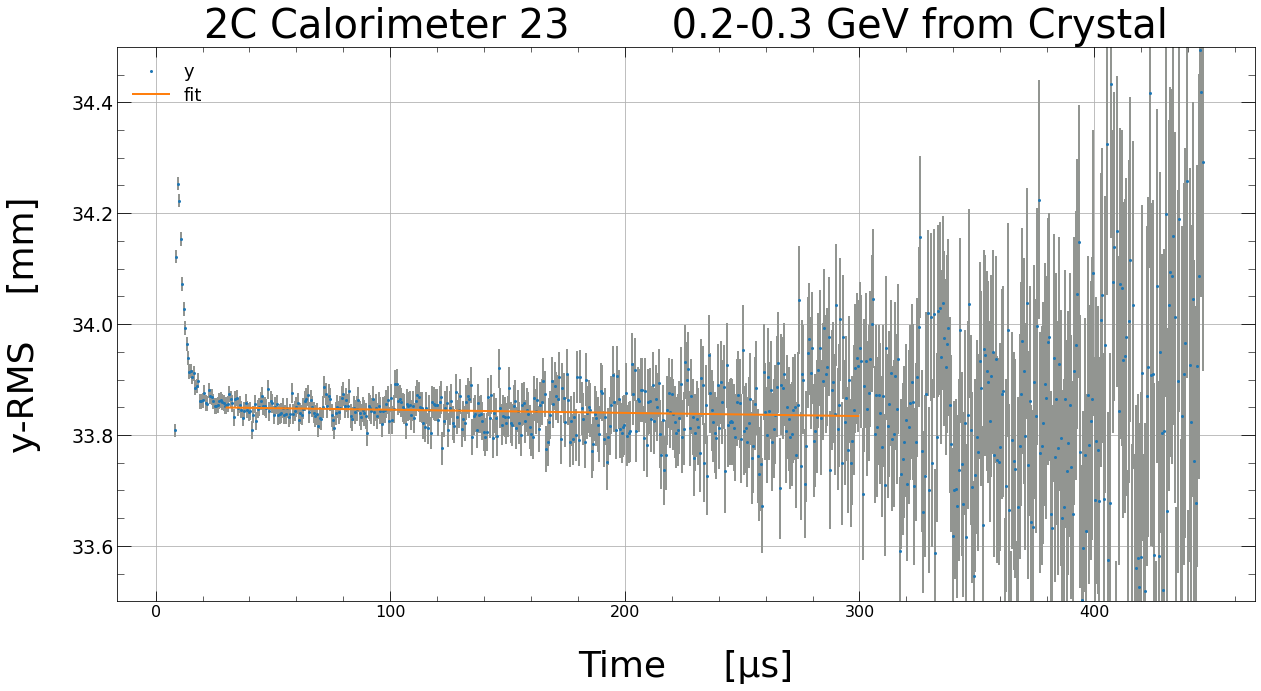 2C Calorimeter 23 0.2-0.3 GeV from Crystal
y
fit
34.4
34.2
34.0
33.8
33.6
y-RMS [mm]
0 100 200 300 400
Time [µs]